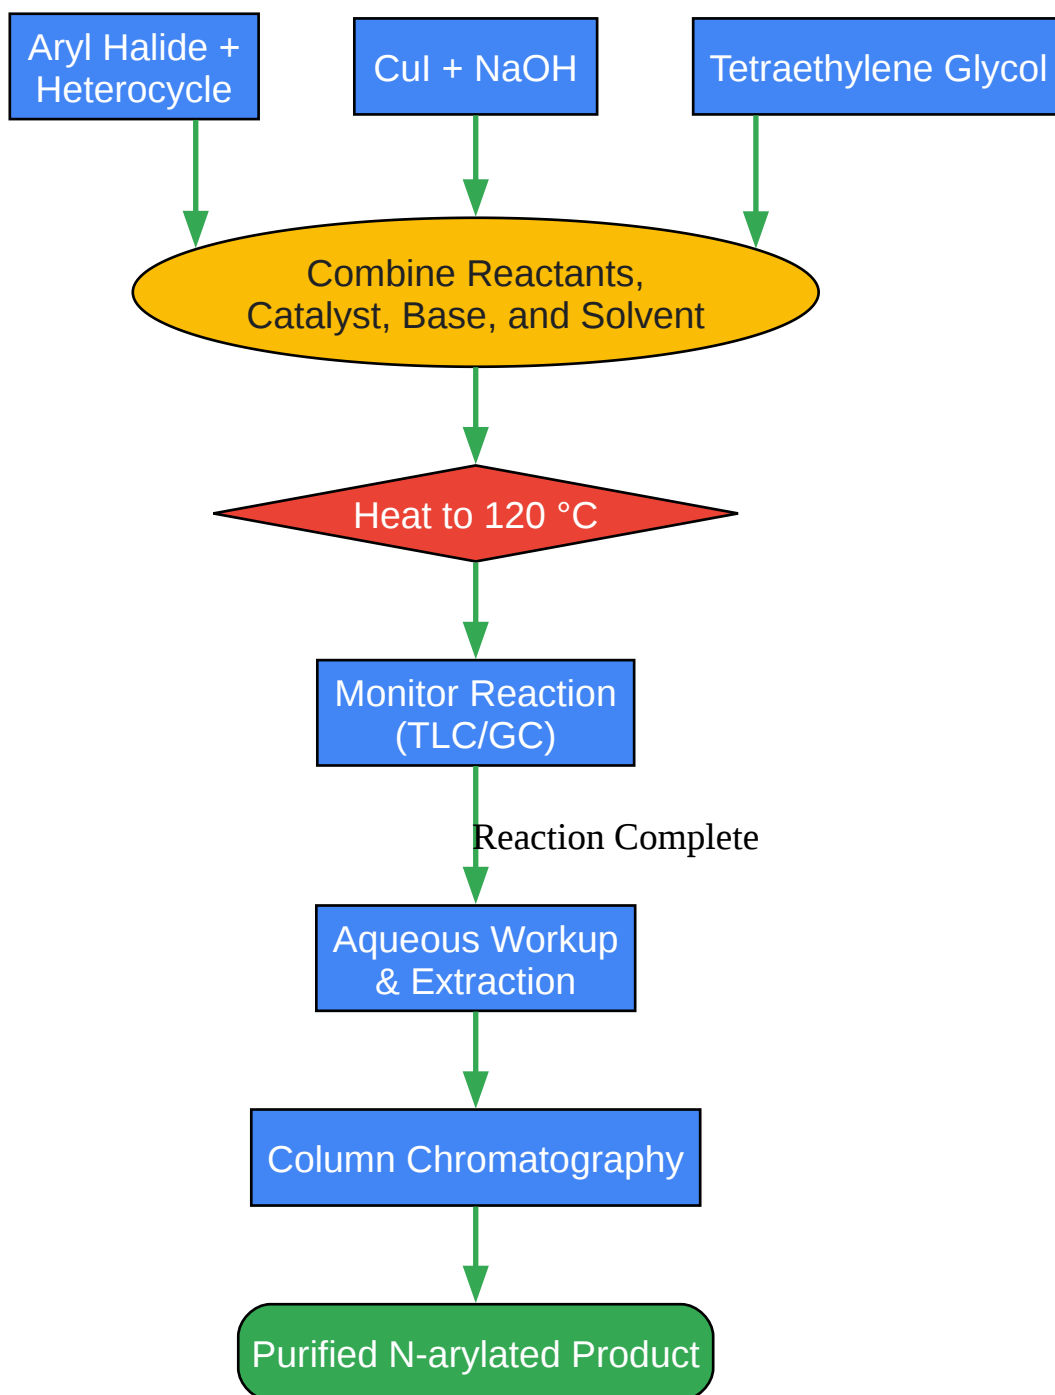 Aryl Halide +
Heterocycle
CuI + NaOH
Tetraethylene Glycol
Combine Reactants,
Catalyst, Base, and Solvent
Heat to 120 °C
Monitor Reaction
(TLC/GC)
Reaction Complete
Aqueous Workup
& Extraction
Column Chromatography
Purified N-arylated Product